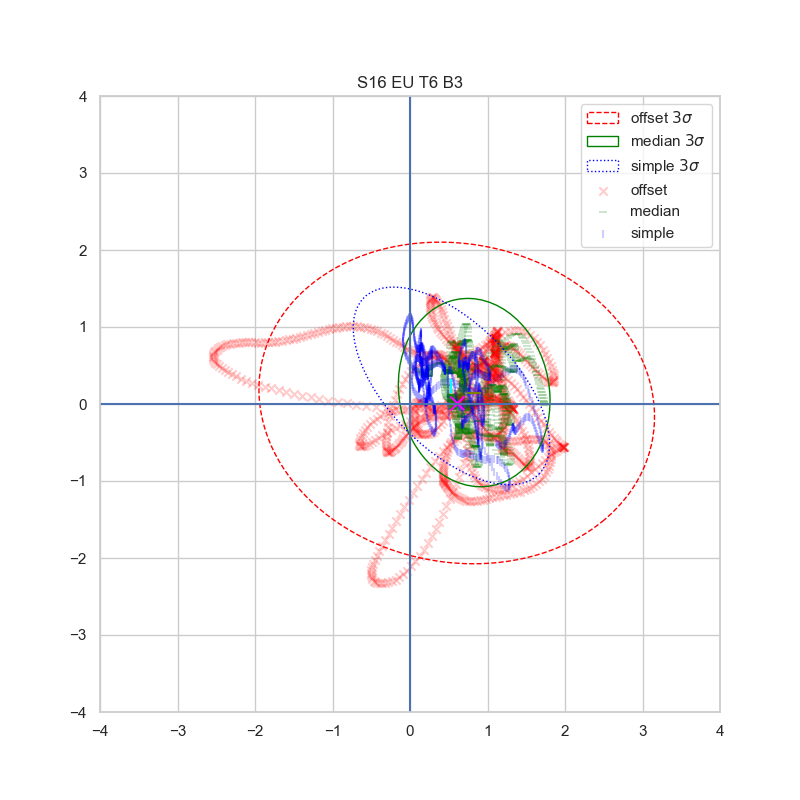 S16 EU T6 B3
4
3
2
1
0
−1
−2
−3
−4
−4
−3
−2
−1
0
1
2
3
4
offset 3σ
median 3σ
simple 3σ
offset
median
simple